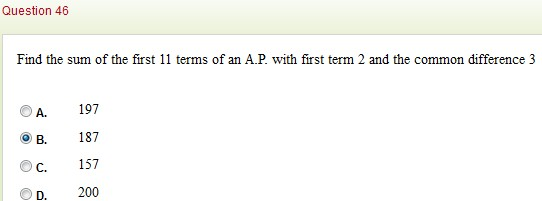 Question 46
Find the sum of the first 11 terms of an A.P. with first term 2 and the common difference 3
A. 197
B. 187
C. 157
D. 200